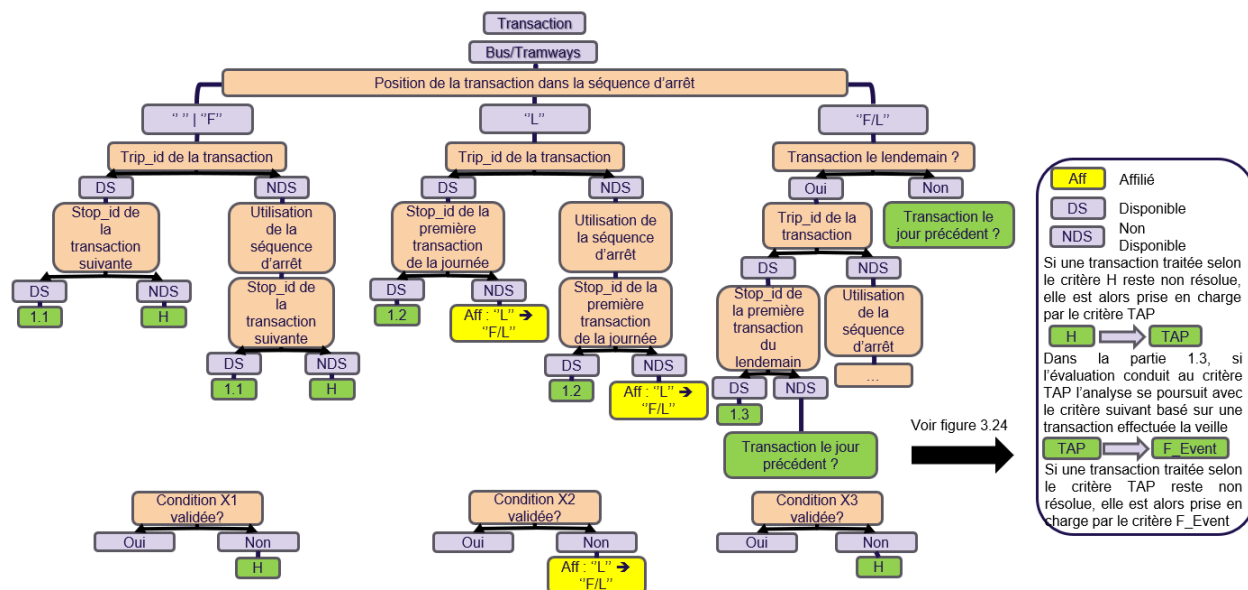 Transaction
Bus/Tramways
Position de la transaction dans la séquence d’arrêt
‘‘ ’’ | ‘‘F’’
‘‘L’’
‘‘F/L’’
Trip_id de la transaction
Trip_id de la transaction
Transaction le lendemain ?
DS
NDS
DS
NDS
Oui
Non
Stop_id de
la
transaction
suivante
Utilisation
de la
séquence
d’arrêt
Stop_id de la
première
transaction
de la journée
Utilisation de
la séquence
d’arrêt
Trip_id de la
transaction
Transaction le
jour précédent ?
DS
NDS
Stop_id de
la
transaction
suivante
DS
NDS
Stop_id de la
première
transaction
de la journée
DS
NDS
1.1
H
1.2
Aff : ‘‘L’’ ➔
‘‘F/L’’
Stop_id de
la première
transaction
du
lendemain
Utilisation
de la
séquence
d’arrêt
DS
NDS
DS
NDS
…
1.1
H
1.2
Aff : ‘‘L’’ ➔
‘‘F/L’’
DS
NDS
1.3
Transaction le jour
précédent ?
Voir figure 3.24
Condition X1
validée?
Oui
Non
H
Condition X2
validée?
Oui
Non
Aff : ‘‘L’’ ➔
‘‘F/L’’
Condition X3
validée?
Oui
Non
H
Aff
Affilié
DS
Disponible
NDS
Non
Disponible
Si une transaction traitée selon
le critère H reste non résolue,
elle est alors prise en charge
par le critère TAP
H
TAP
Dans la partie 1.3, si
l’évaluation conduit au critère
TAP l’analyse se poursuit avec
le critère suivant basé sur une
transaction effectuée la veille
TAP
F_Event
Si une transaction traitée selon
le critère TAP reste non
résolue, elle est alors prise en
charge par le critère F_Event